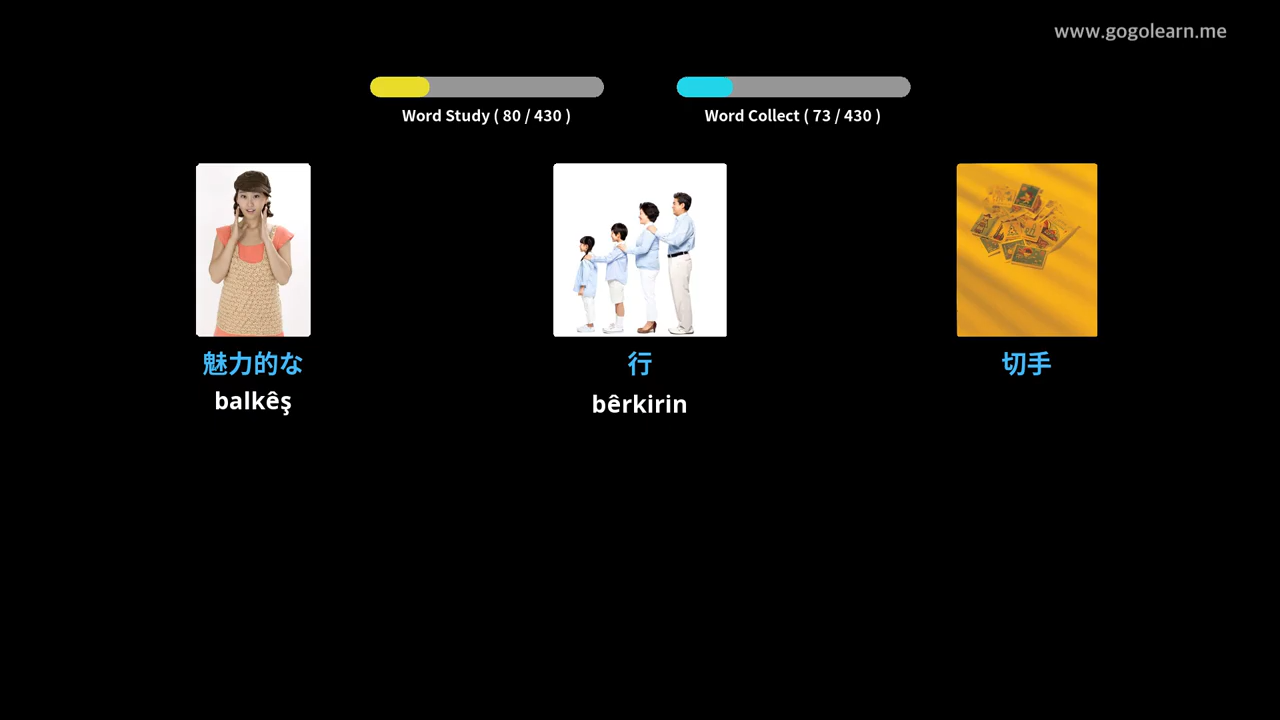 www.gogolearn.me
Word Study ( 80 / 430 )
Word Collect ( 73 / 430 )
魅力的な
balkêş
行
bêrkirin
切手